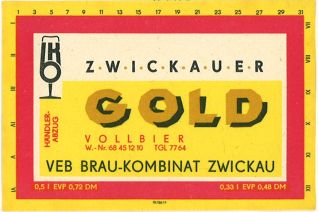 1 3 5 7 9 11 13 15 17 19 21 23 25 27 29 31
Z·W·I·C·K·A·U·E·R
GOLD
HÄNDLER-
ABZUG
VOLLBIER
W.-Nr. 68 45 12 10 TGL 7764
VEB BRAU-KOMBINAT ZWICKAU
0,5 l EVP 0,72 DM 0,33 l EVP 0,48 DM